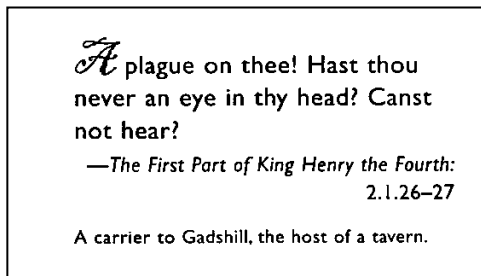 A plague on thee! Hast thou
never an eye in thy head? Canst
not hear?
—The First Part of King Henry the Fourth:
2.1.26–27
A carrier to Gadshill, the host of a tavern.